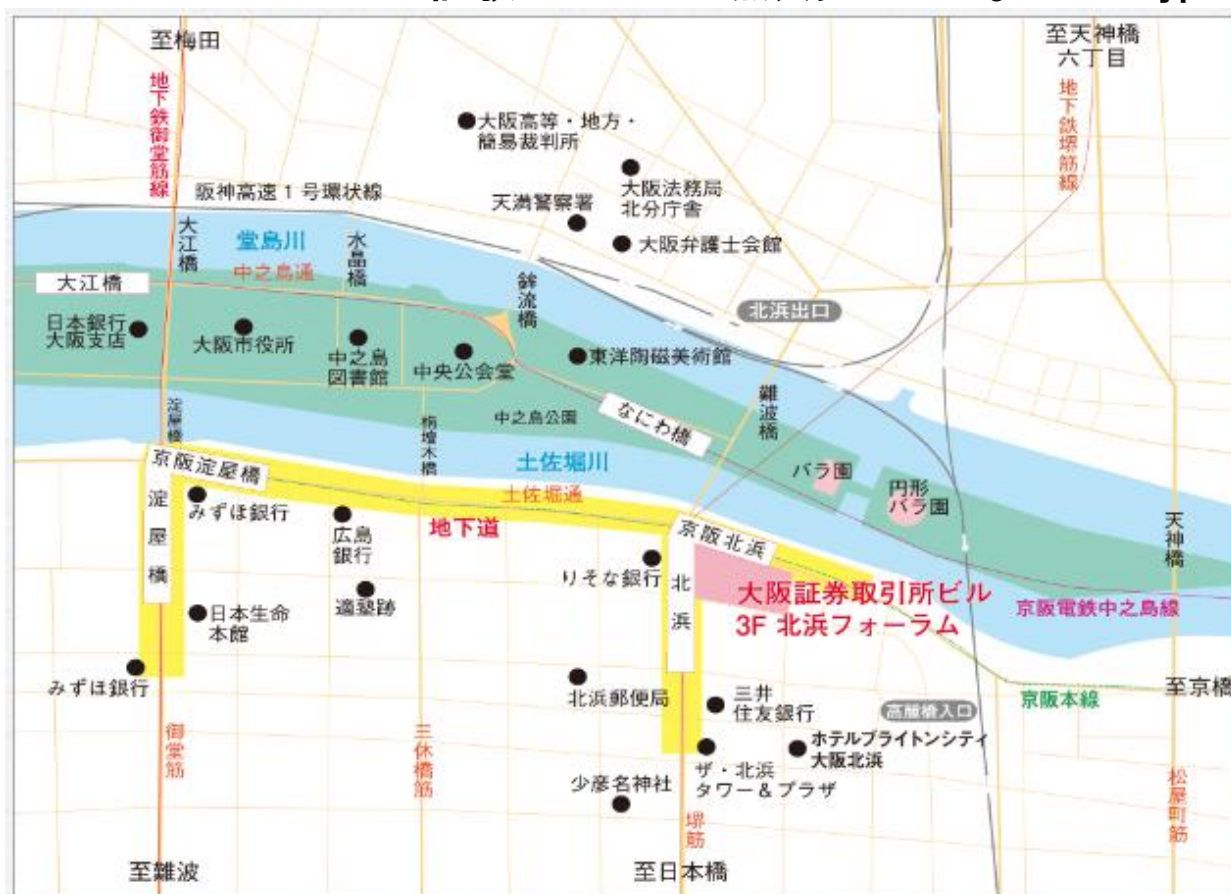 至梅田
至天神橋
六丁目
地下鉄御堂筋線
地下鉄堺筋線
大阪高等・地方・
簡易裁判所
大阪法務局
北分庁舎
阪神高速1号環状線
天満警察署
大阪弁護士会館
大江橋
堂島川
水晶橋
中之島通
大江橋
鉾流橋
北浜出口
日本銀行
大阪支店
大阪市役所
中之島
図書館
中央公会堂
東洋陶磁美術館
淀屋橋
栴檀木橋
中之島公園
なにわ橋
難波橋
土佐堀川
土佐堀通
バラ園
円形
バラ園
天神橋
京阪淀屋橋
淀屋橋
みずほ銀行
広島
銀行
地下道
京阪北浜
北浜
りそな銀行
適塾跡
大阪証券取引所ビル
3F 北浜フォーラム
京阪電鉄中之島線
日本生命
本館
みずほ銀行
北浜郵便局
三井
住友銀行
高麗橋入口
京阪本線
至京橋
ホテルブライトンシティ
大阪北浜
ザ・北浜
タワー&プラザ
少彦名神社
御堂筋
三休橋筋
堺筋
松屋町筋
至難波
至日本橋